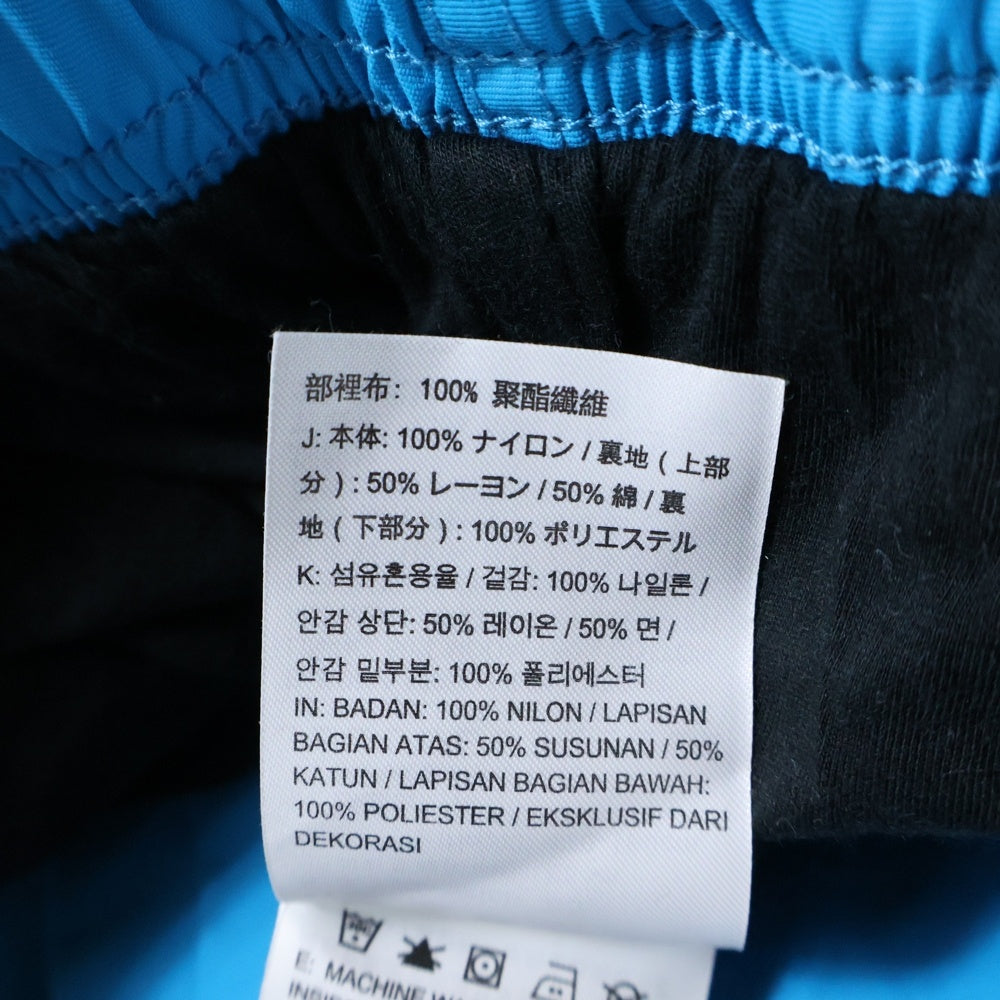 部裡布: 100% 聚酯纖維
J: 本体: 100% ナイロン / 裏地 ( 上部
分 ) : 50% レーヨン / 50% 綿 / 裏
地 ( 下部分 ) : 100% ポリエステル
K: 섬유혼용율 / 겉감: 100% 나일론 /
안감 상단: 50% 레이온 / 50% 면 /
안감 밑부분: 100% 폴리에스터
IN: BADAN: 100% NILON / LAPISAN
BAGIAN ATAS: 50% SUSUNAN / 50%
KATUN / LAPISAN BAGIAN BAWAH:
100% POLIESTER / EKSKLUSIF DARI
DEKORASI
E: MACHINE